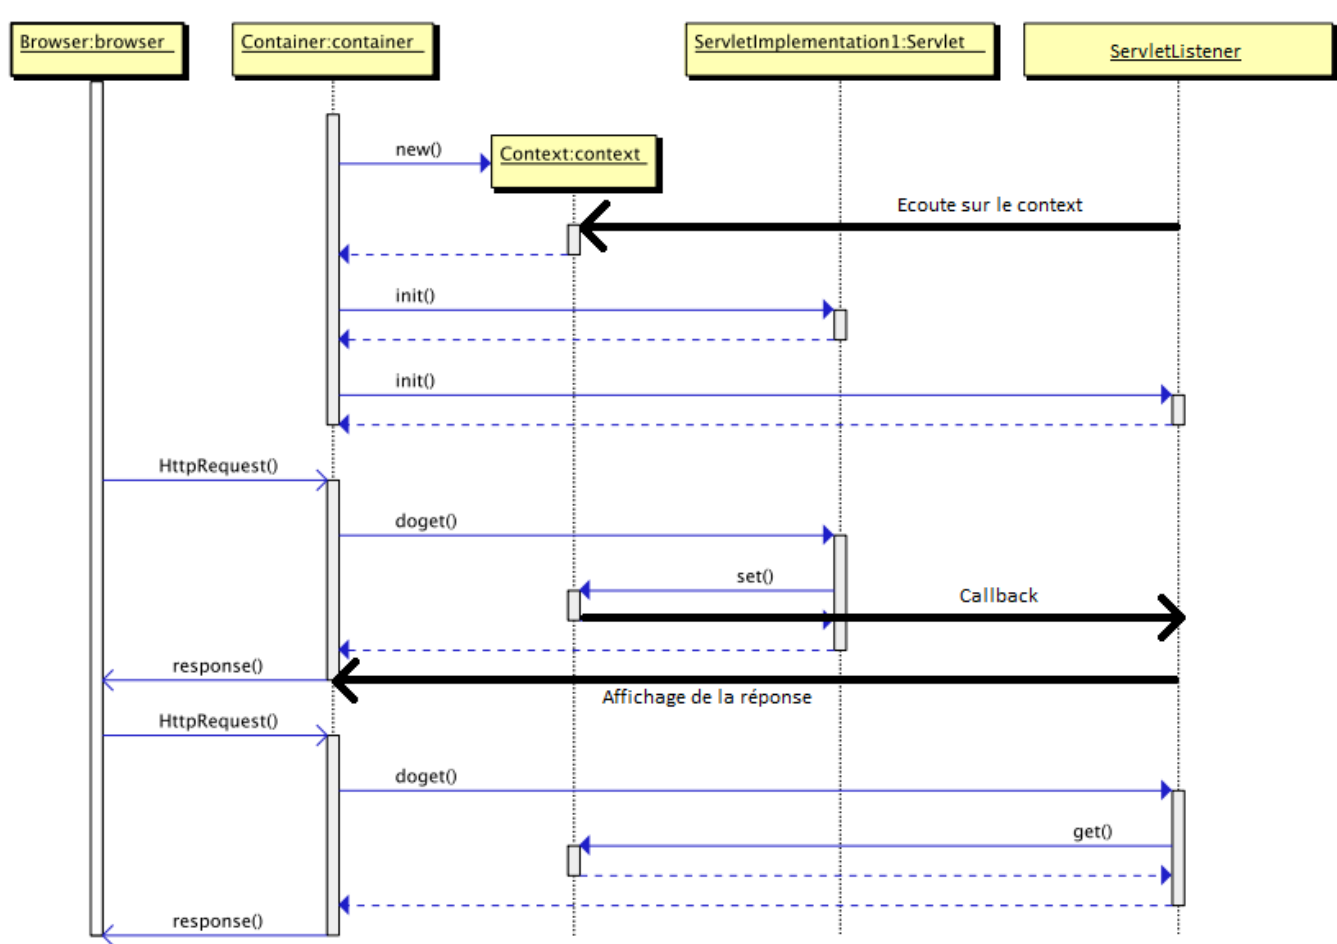 Browser:browser
Container:container
ServletImplementation1:Servlet
ServletListener
new()
Context:context
Ecoute sur le context
init()
init()
HttpRequest()
doget()
set()
Callback
response()
Affichage de la réponse
HttpRequest()
doget()
get()
response()